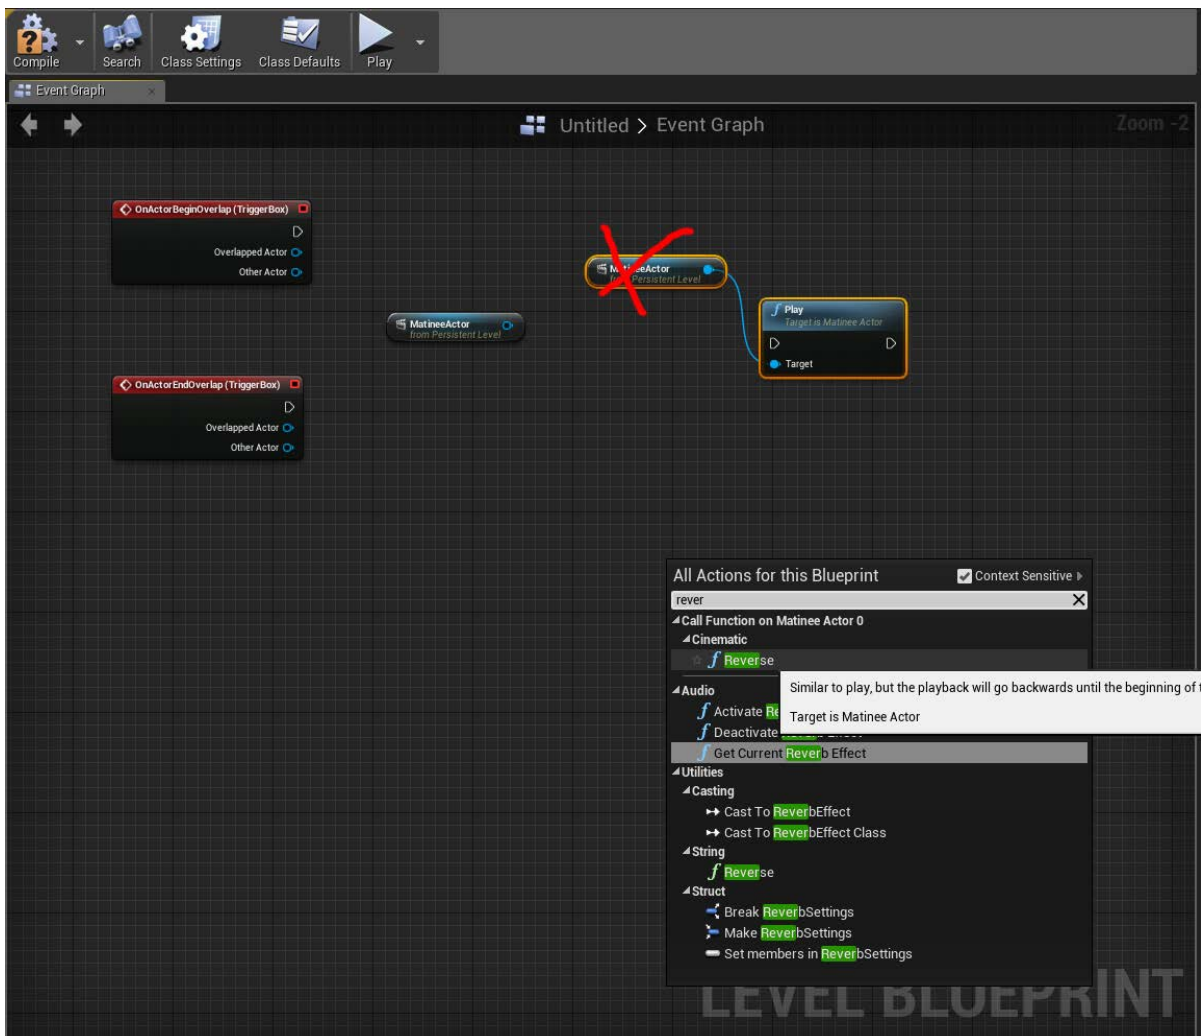 Compile
Search
Class Settings
Class Defaults
Play
Event Graph
Untitled > Event Graph
Zoom -2
OnActorBeginOverlap (TriggerBox)
Overlapped Actor
Other Actor
MatineeActor
from Persistent Level
MatineeActor
from Persistent Level
Play
Target is Matinee Actor
Target
OnActorEndOverlap (TriggerBox)
Overlapped Actor
Other Actor
All Actions for this Blueprint
Context Sensitive
rever
Call Function on Matinee Actor 0
Cinematic
f Reverse
Similar to play, but the playback will go backwards until the beginning of
Target is Matinee Actor
Audio
f Activate
f Deactivate
f Get Current Reverb Effect
Utilities
Casting
Cast To ReverbEffect
Cast To ReverbEffect Class
String
f Reverse
Struct
Break ReverbSettings
Make ReverbSettings
Set members in ReverbSettings
LEVEL BLUEPRINT